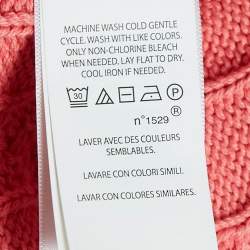 MACHINE WASH COLD GENTLE
CYCLE. WASH WITH LIKE COLORS.
ONLY NON-CHLORINE BLEACH
WHEN NEEDED. LAY FLAT TO DRY.
COOL IRON IF NEEDED.
30
n°1529 ®
LAVER AVEC DES COULEURS
SEMBLABLES.
LAVARE CON COLORI SIMILI.
LAVAR CON COLORES SIMILARES.